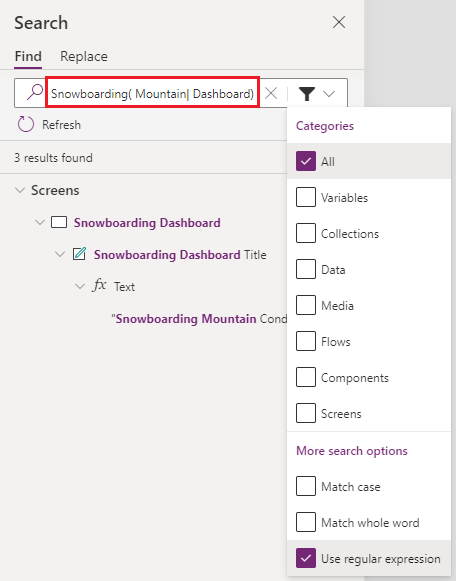 Search
Find Replace
Snowboarding( Mountain| Dashboard)
Refresh
Categories
3 results found
All
Screens
Variables
Snowboarding Dashboard
Collections
Snowboarding Dashboard Title
Data
fx Text
Media
"Snowboarding Mountain Cond
Flows
Components
Screens
More search options
Match case
Match whole word
Use regular expression